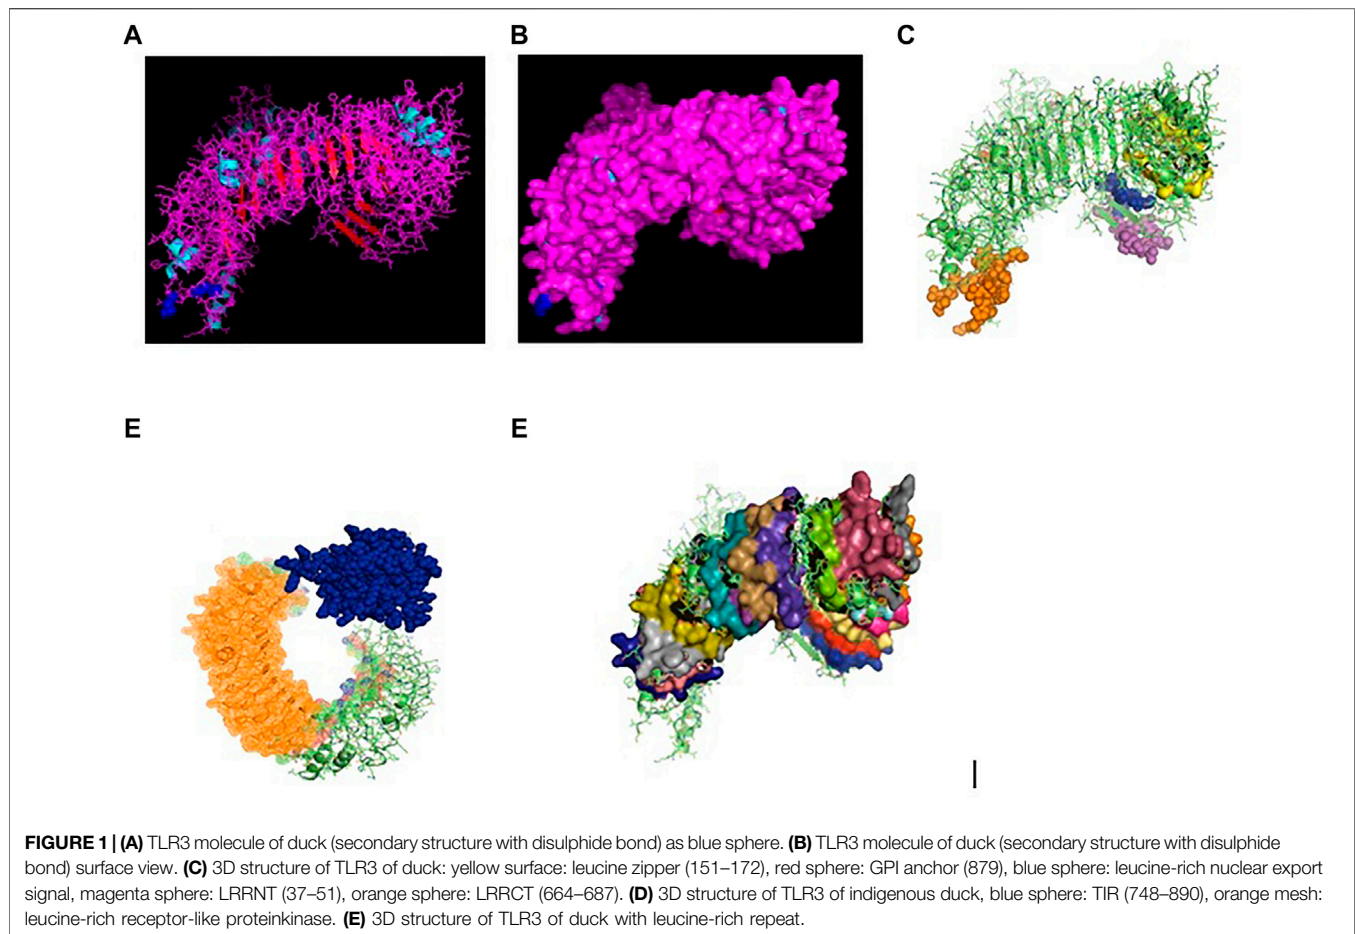 A
B
C
E
E
FIGURE 1 | (A) TLR3 molecule of duck (secondary structure with disulphide bond) as blue sphere. (B) TLR3 molecule of duck (secondary structure with disulphide
bond) surface view. (C) 3D structure of TLR3 of duck: yellow surface: leucine zipper (151–172), red sphere: GPI anchor (879), blue sphere: leucine-rich nuclear export
signal, magenta sphere: LRRNT (37–51), orange sphere: LRRCT (664–687). (D) 3D structure of TLR3 of indigenous duck, blue sphere: TIR (748–890), orange mesh:
leucine-rich receptor-like proteinkinase. (E) 3D structure of TLR3 of duck with leucine-rich repeat.